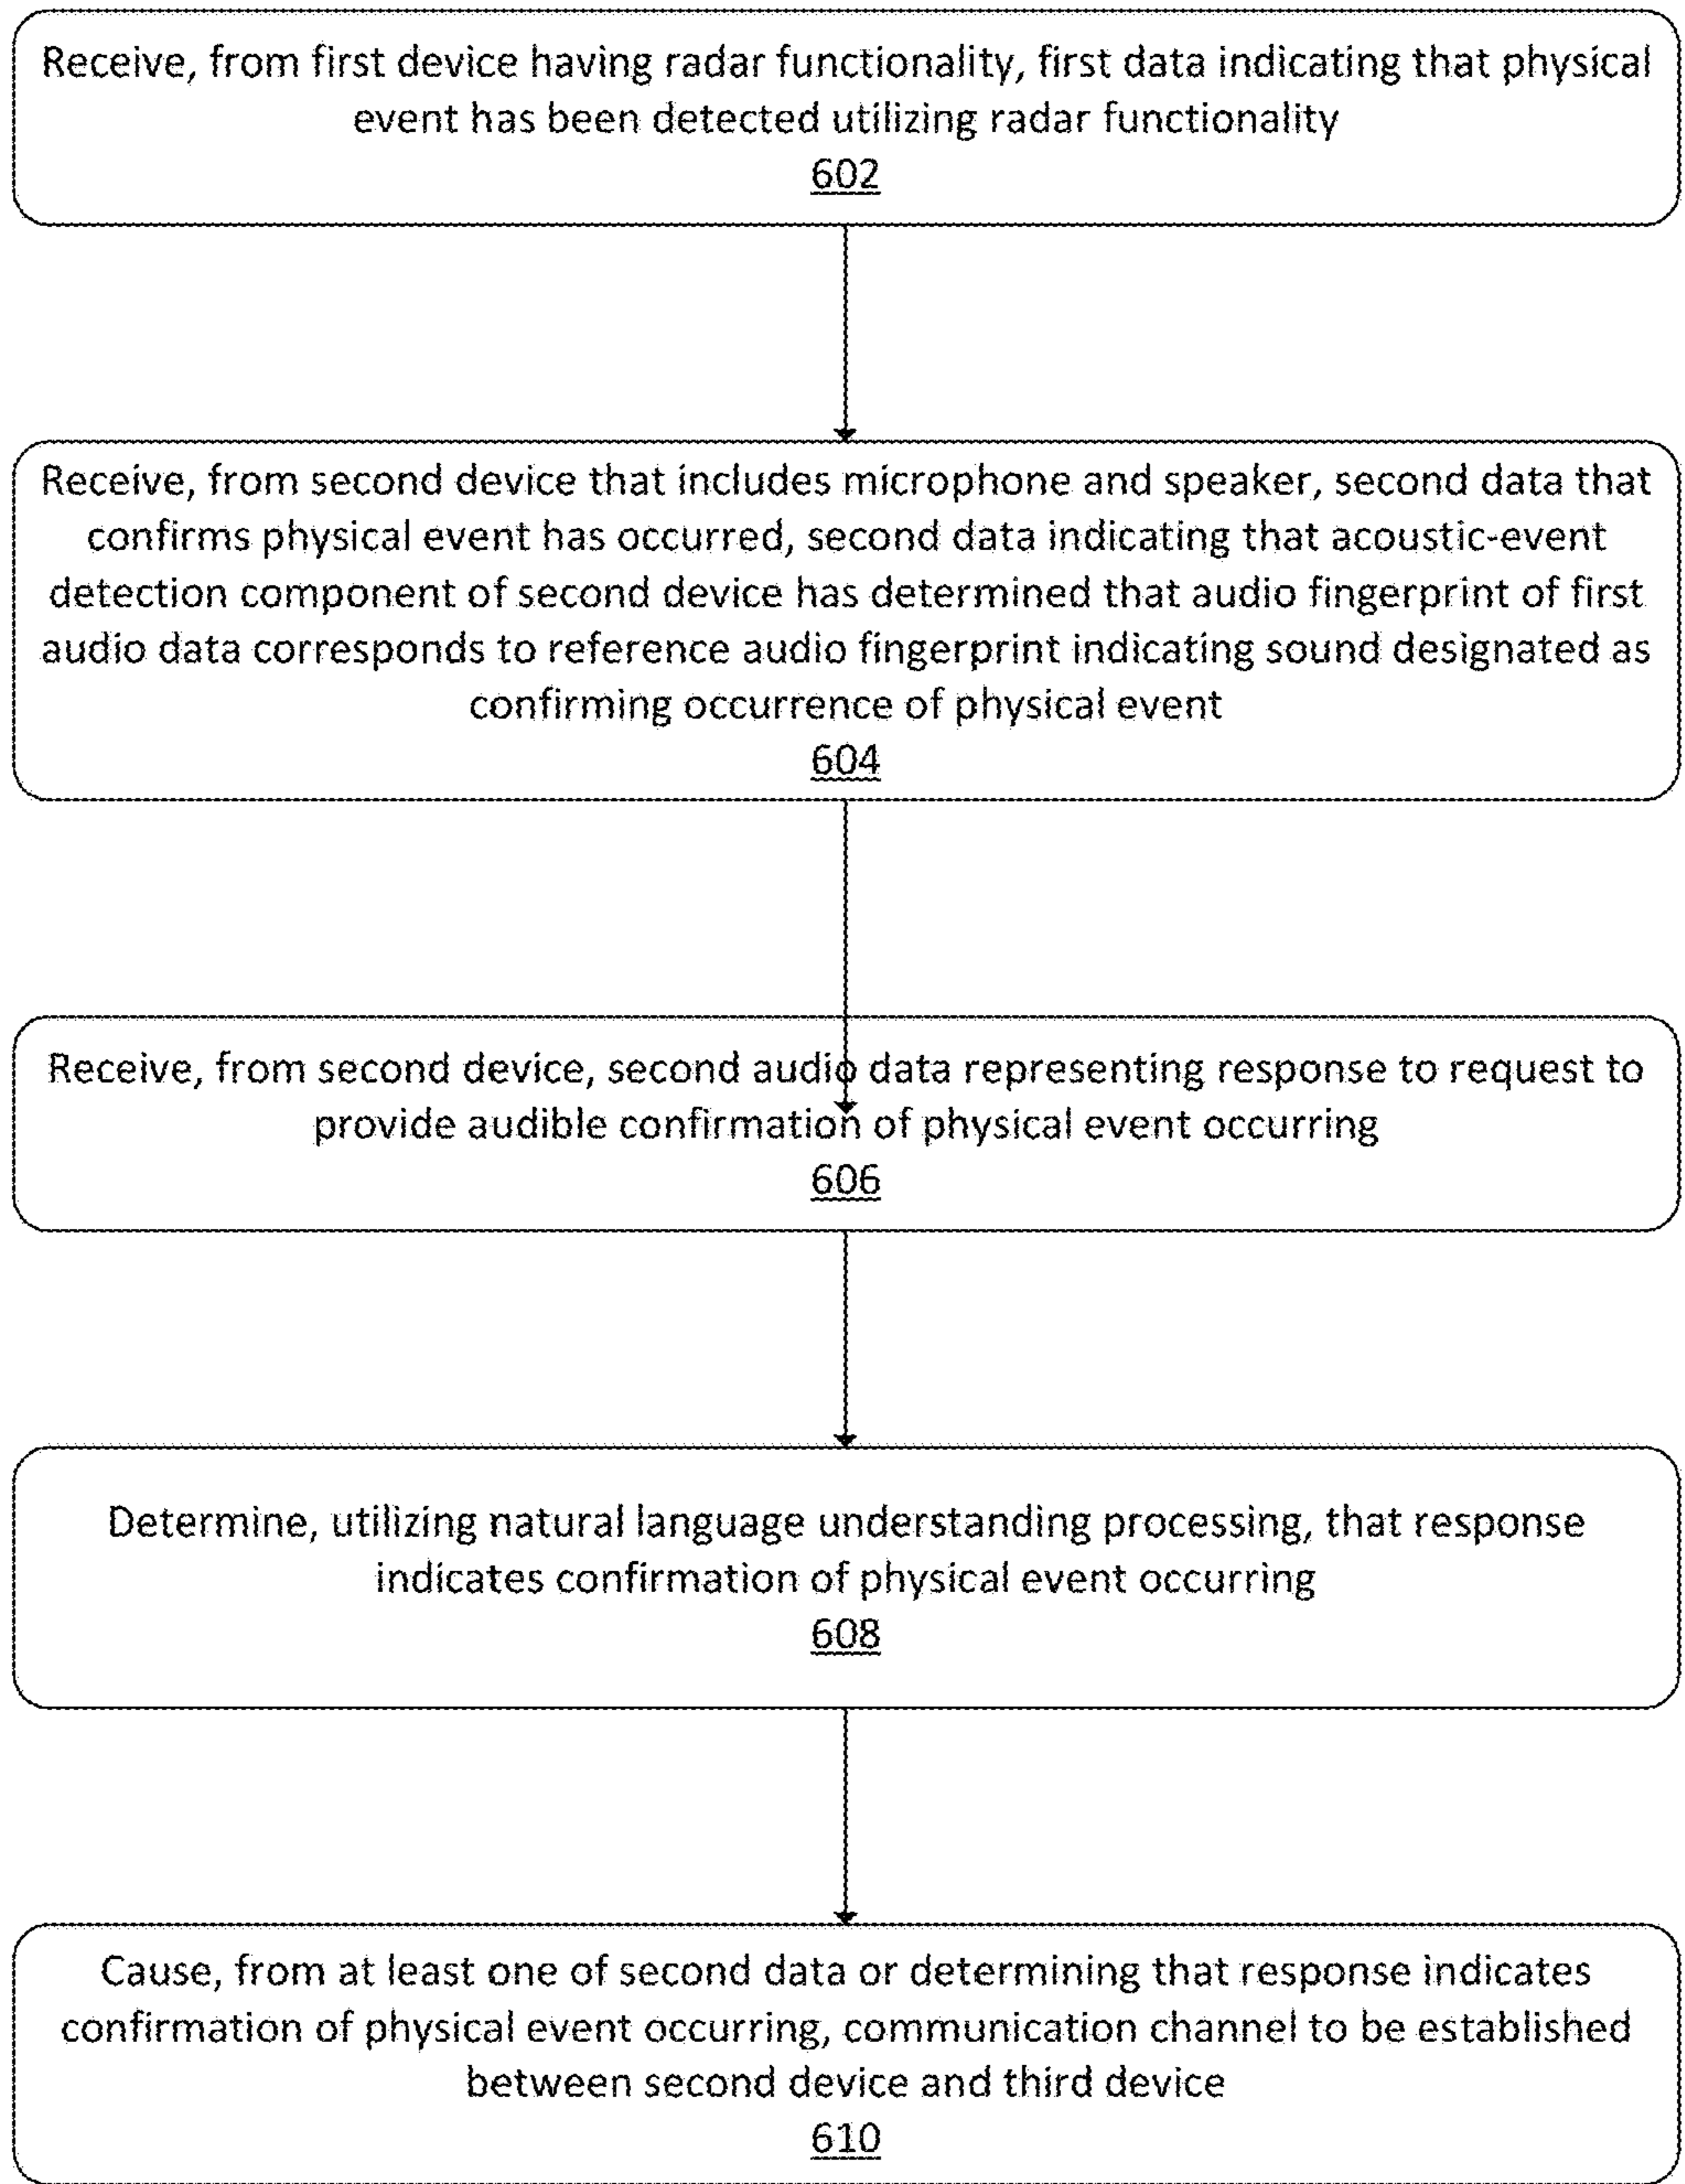 Receive, from first device having radar functionality, first data indicating that physical
event has been detected utilizing radar functionality
602
Receive, from second device that includes microphone and speaker, second data that
confirms physical event has occurred, second data indicating that acoustic-event
detection component of second device has determined that audio fingerprint of first
audio data corresponds to reference audio fingerprint indicating sound designated as
confirming occurrence of physical event
604
Receive, from second device, second audio data representing response to request to
provide audible confirmation of physical event occurring
606
Determine, utilizing natural language understanding processing, that response
indicates confirmation of physical event occurring
608
Cause, from at least one of second data or determining that response indicates
confirmation of physical event occurring, communication channel to be established
between second device and third device
610